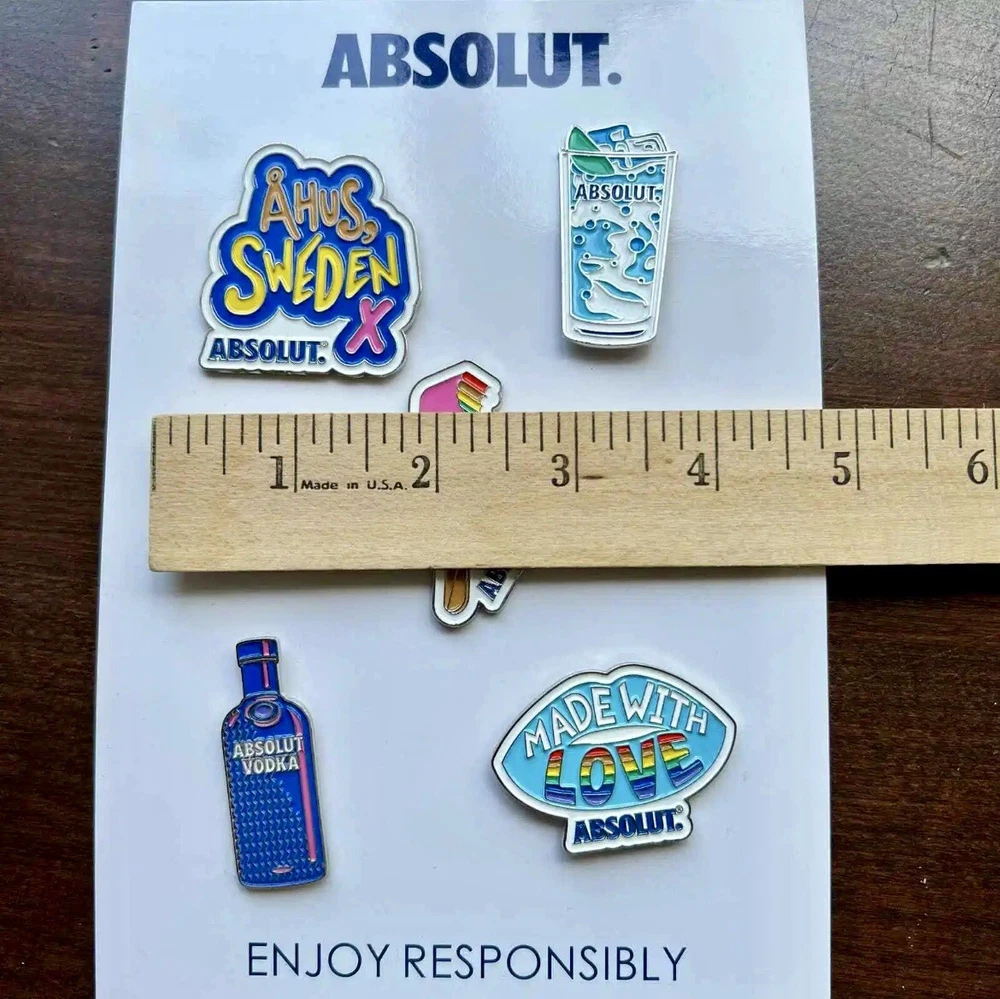 ABSOLUT.
ÅHUS,
SWEDEN
X
ABSOLUT.
ABSOLUT.
1 2 3 4 5 6
Made in U.S.A.
AB
ABSOLUT
VODKA
MADE WITH
LOVE
ABSOLUT.
ENJOY RESPONSIBLY